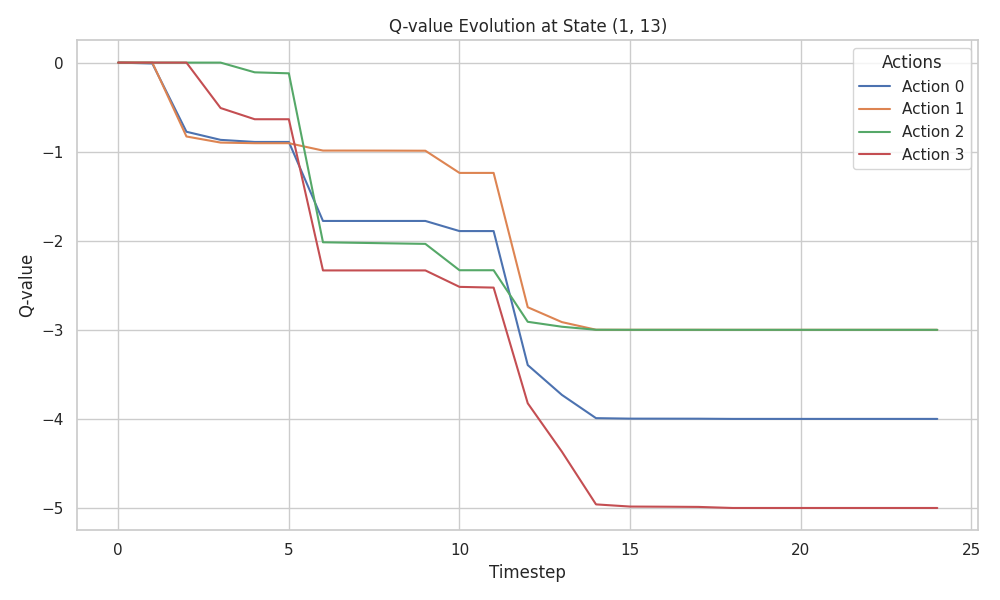 Q-value Evolution at State (1, 13)
Actions
Action 0
Action 1
Action 2
Action 3
Q-value
0
−1
−2
−3
−4
−5
0 5 10 15 20 25
Timestep